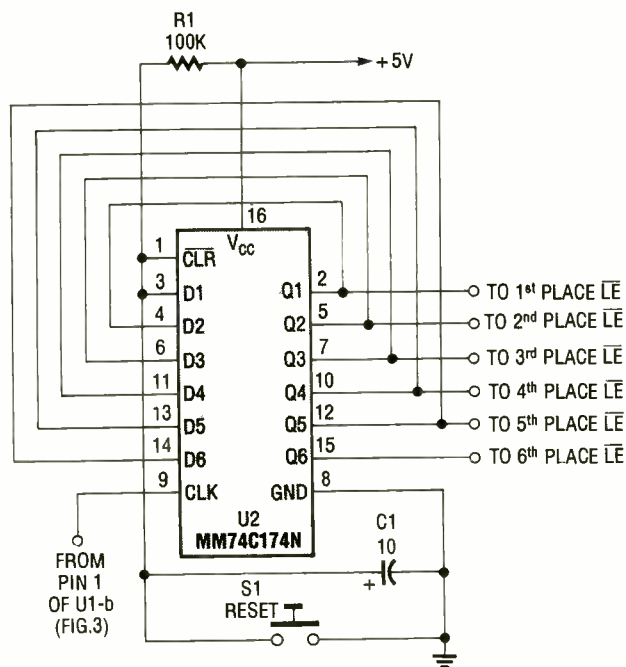 R1
100K
+5V
16
V_CC
1 CLR
3 D1
4 D2
6 D3
11 D4
13 D5
14 D6
9 CLK
Q1 2
Q2 5
Q3 7
Q4 10
Q5 12
Q6 15
GND 8
U2
MM74C174N
TO 1st PLACE LE
TO 2nd PLACE LE
TO 3rd PLACE LE
TO 4th PLACE LE
TO 5th PLACE LE
TO 6th PLACE LE
FROM
PIN 1
OF U1-b
(FIG.3)
C1
10
+
S1
RESET